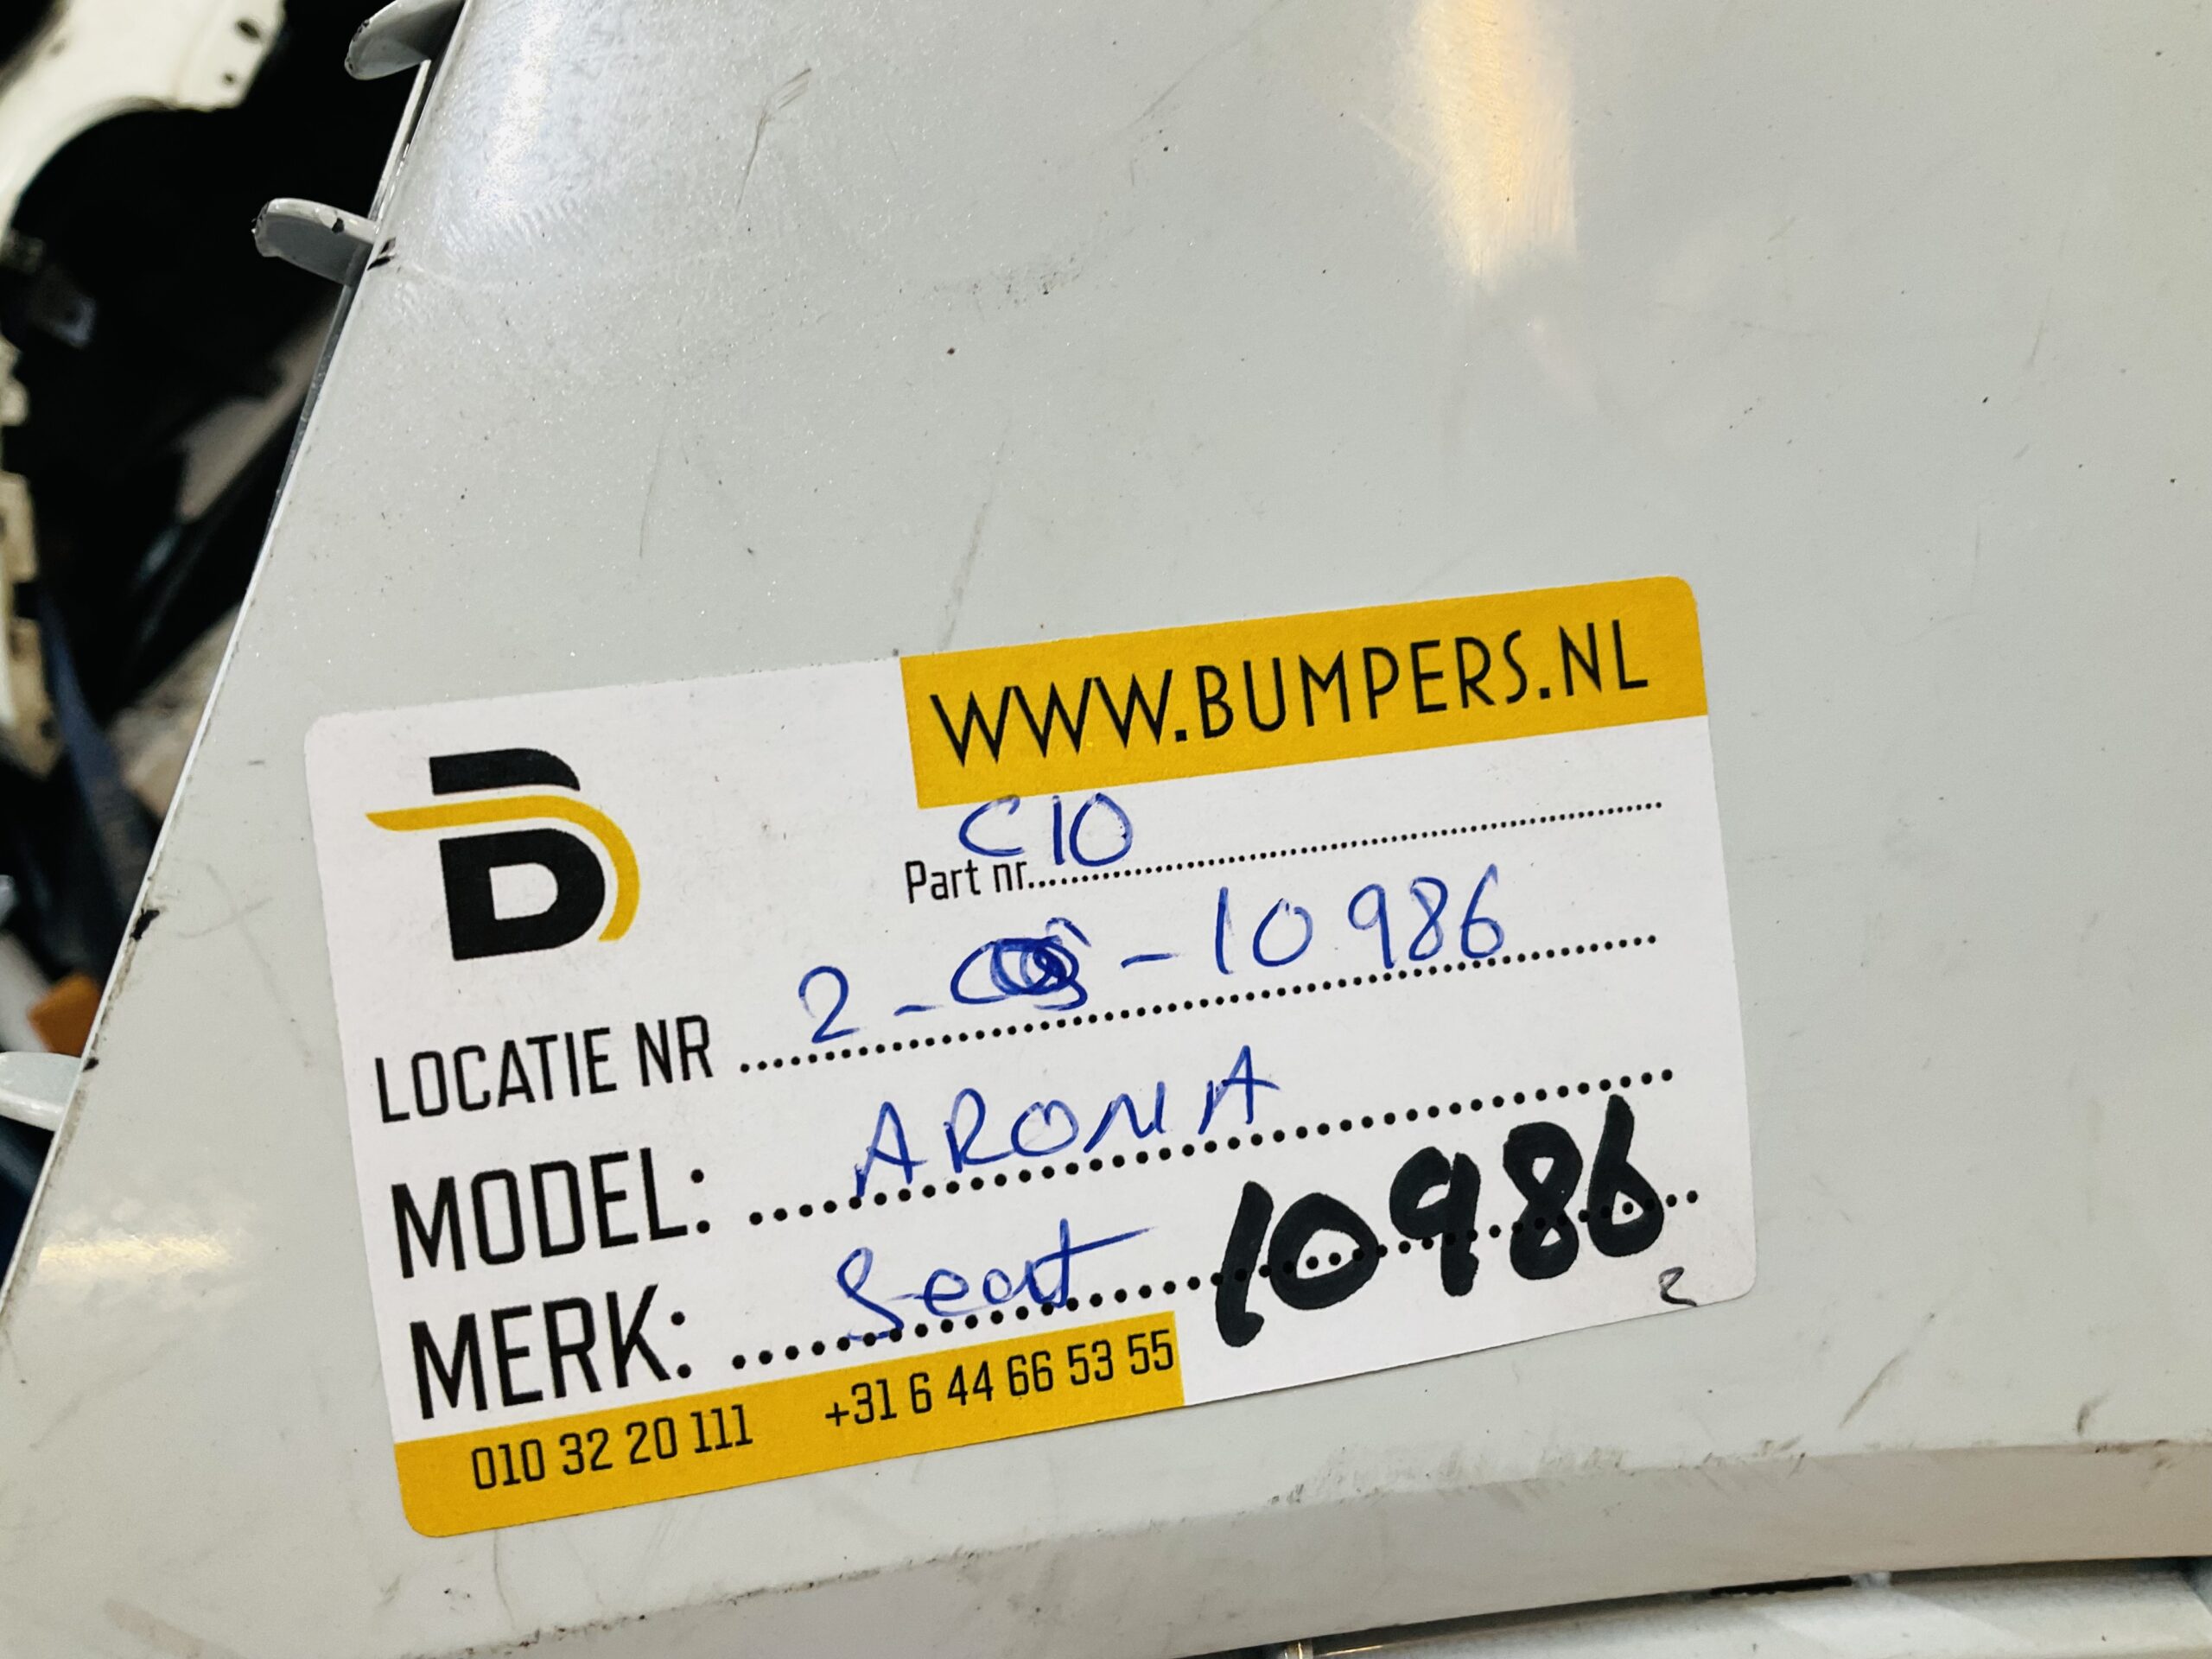 WWW.BUMPERS.NL
B
C10
Part nr.
LOCATIE NR 2 - - 10986
MODEL: ARONA
MERK: Seat 10986
010 32 20 111 +31 6 44 66 53 55